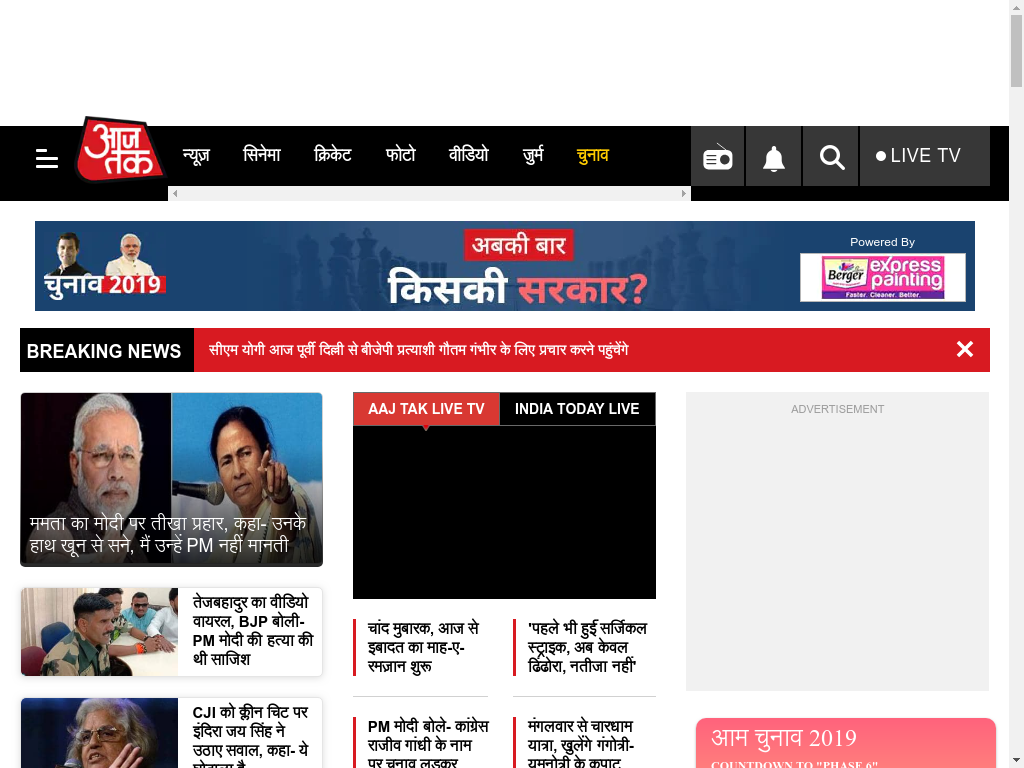 आज
तक
न्यूज़ सिनेमा क्रिकेट फोटो वीडियो जुर्म चुनाव
LIVE TV
चुनाव 2019
अबकी बार
किसकी सरकार?
Powered By
Berger express
painting
Faster. Cleaner. Better.
BREAKING NEWS
सीएम योगी आज पूर्वी दिल्ली से बीजेपी प्रत्याशी गौतम गंभीर के लिए प्रचार करने पहुंचेंगे
ममता का मोदी पर तीखा प्रहार, कहा- उनके
हाथ खून से सने, मैं उन्हें PM नहीं मानती
तेजबहादुर का वीडियो
वायरल, BJP बोली-
PM मोदी की हत्या की
थी साजिश
CJI को क्लीन चिट पर
इंदिरा जय सिंह ने
उठाए सवाल, कहा- ये
AAJ TAK LIVE TV
INDIA TODAY LIVE
चांद मुबारक, आज से
इबादत का माह-ए-
रमज़ान शुरू
'पहले भी हुईं सर्जिकल
स्ट्राइक, अब केवल
ढिंढोरा, नतीजा नहीं'
PM मोदी बोले- कांग्रेस
राजीव गांधी के नाम
पर चुनाव लड़कर
मंगलवार से चारधाम
यात्रा, खुलेंगे गंगोत्री-
यमुनोत्री के कपाट
ADVERTISEMENT
आम चुनाव 2019
COUNTDOWN TO "PHASE 6"